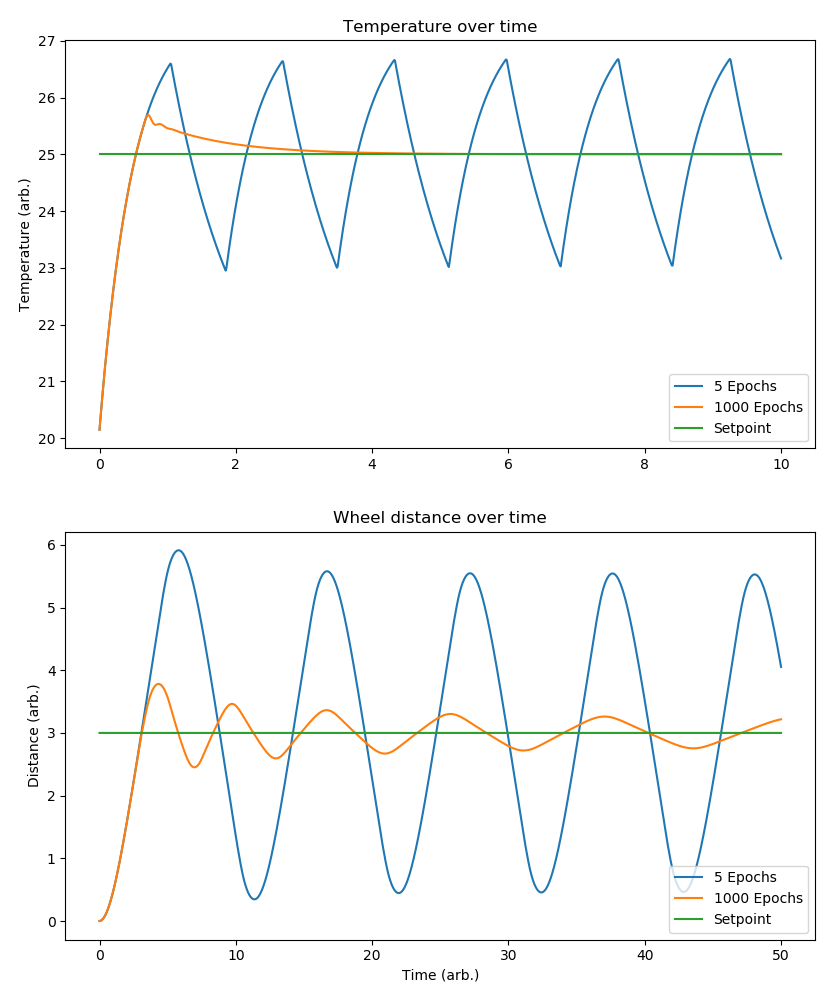 Temperature over time
27
26
25
24
23
22
21
20
Temperature (arb.)
5 Epochs
1000 Epochs
Setpoint
0 2 4 6 8 10
Wheel distance over time
6
5
4
3
2
1
0
Distance (arb.)
5 Epochs
1000 Epochs
Setpoint
0 10 20 30 40 50
Time (arb.)